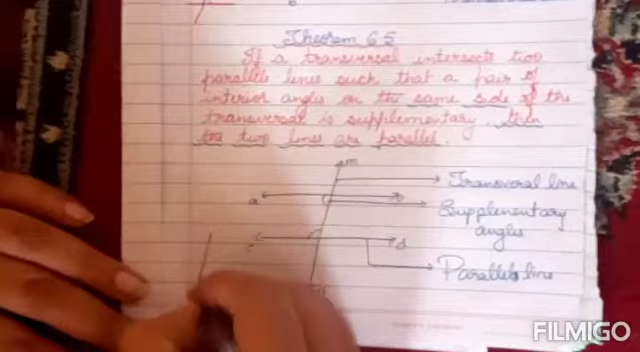 Theorem 6.5
If a transversal intersects two
parallel lines such that a pair of
interior angles on the same side of the
transversal is supplementary, then
the two lines are parallel.
m
Transversal line
a
b
Supplementary
angles
c
d
Parallel line
FILMIGO